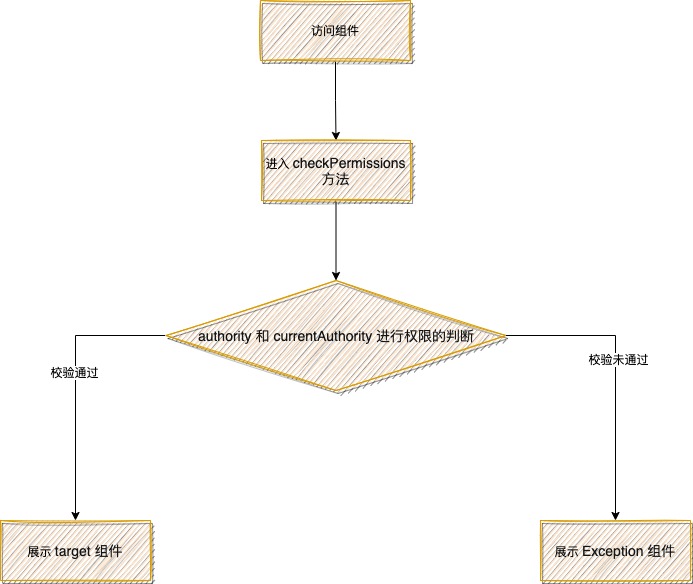 访问组件
进入 checkPermissions
方法
authority 和 currentAuthority 进行权限的判断
校验通过
校验未通过
展示 target 组件
展示 Exception 组件